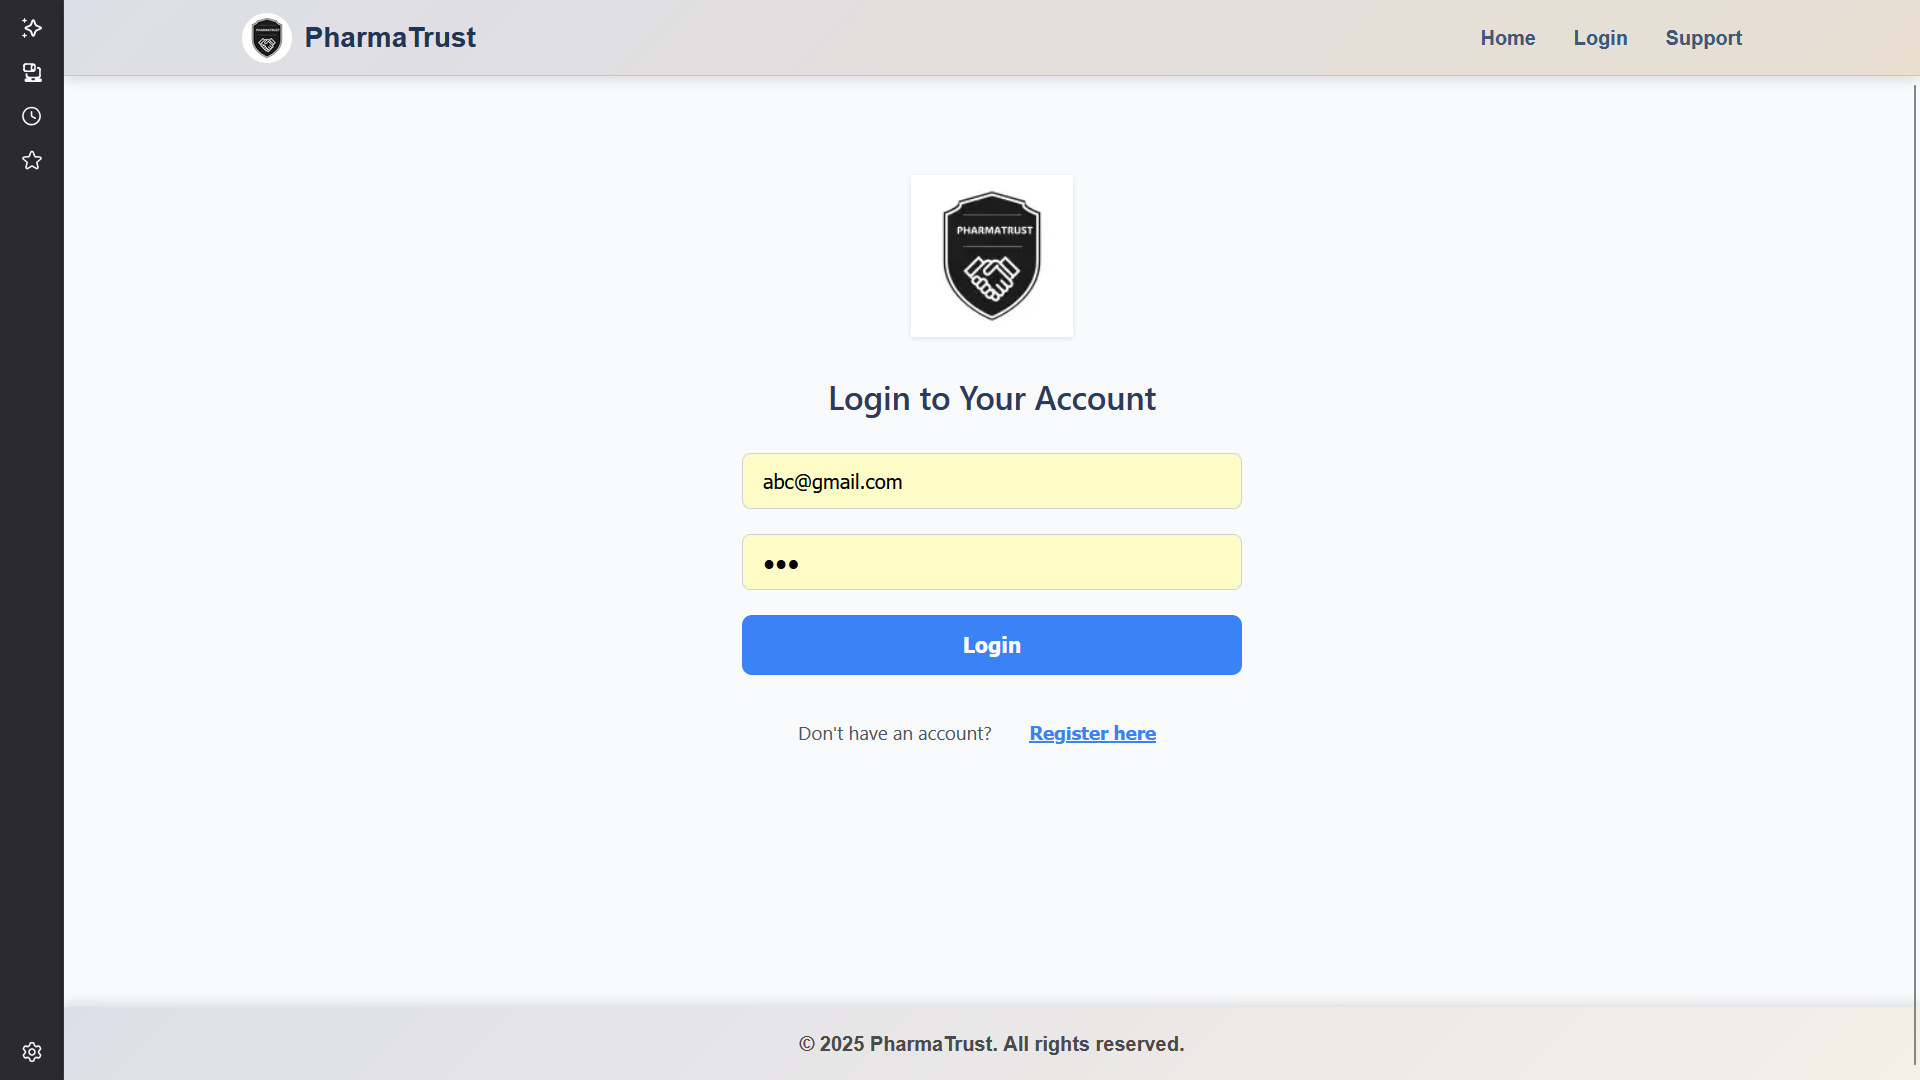 PharmaTrust
Home
Login
Support
PHARMATRUST
Login to Your Account
abc@gmail.com
•••
Login
Don't have an account? Register here
© 2025 PharmaTrust. All rights reserved.